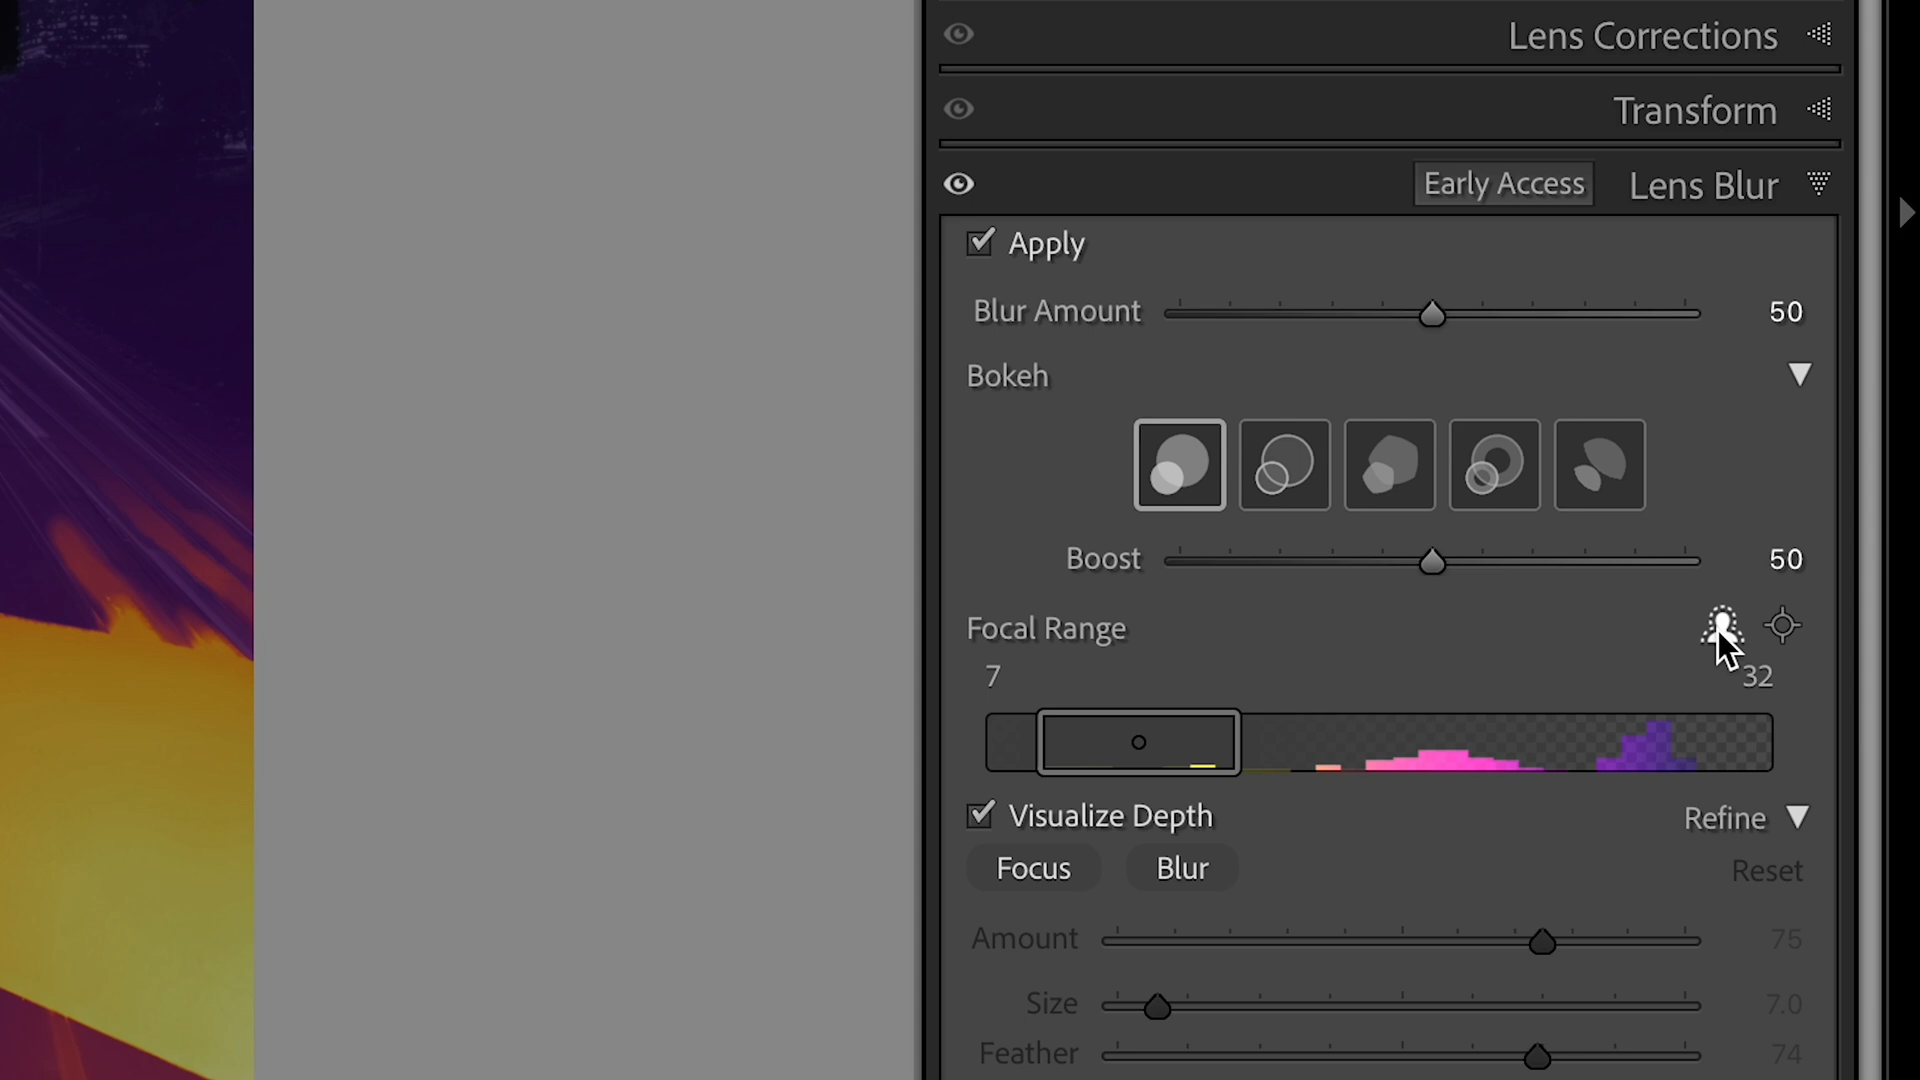 Lens Corrections
Transform
Early Access Lens Blur
Apply
Blur Amount 50
Bokeh
Boost 50
Focal Range
7 32
Visualize Depth Refine
Focus Blur Reset
Amount 75
Size 7.0
Feather 74